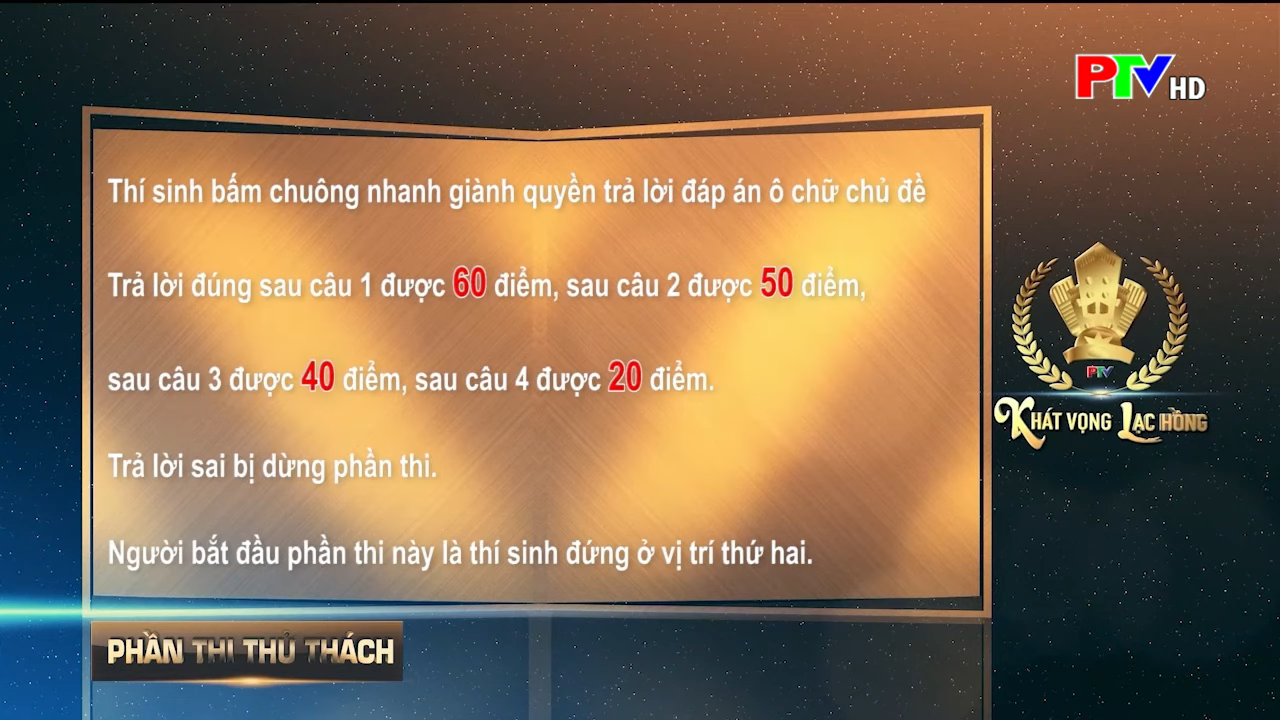 PTV HD
Thí sinh bấm chuông nhanh giành quyền trả lời đáp án ô chữ chủ đề
Trả lời đúng sau câu 1 được 60 điểm, sau câu 2 được 50 điểm,
sau câu 3 được 40 điểm, sau câu 4 được 20 điểm.
Trả lời sai bị dừng phần thi.
Người bắt đầu phần thi này là thí sinh đứng ở vị trí thứ hai.
PTV
KHÁT VỌNG LẠC HỒNG
PHẦN THI THỬ THÁCH